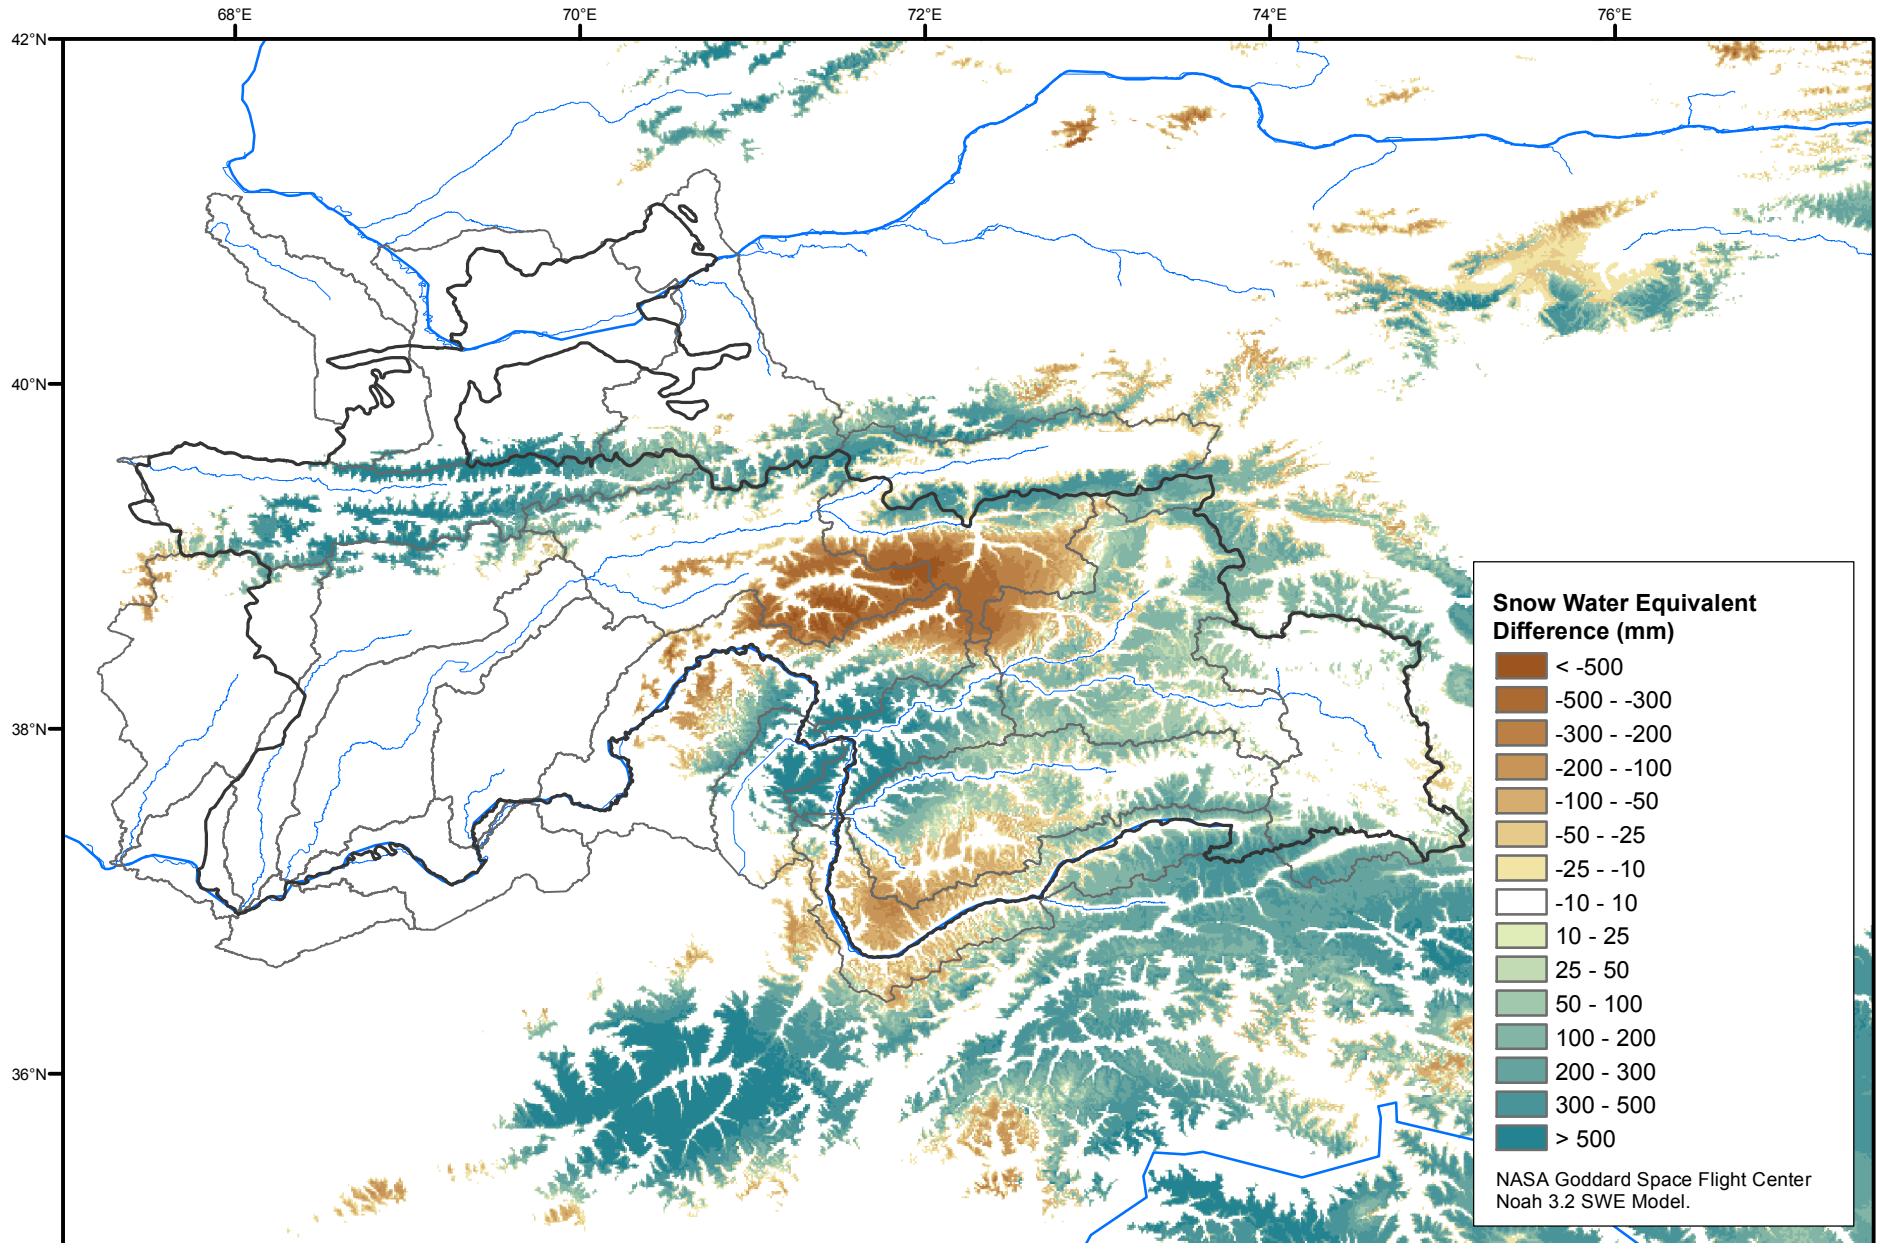 68°E 70°E 72°E 74°E 76°E
42°N
40°N
38°N
36°N
Snow Water Equivalent
Difference (mm)
< -500
-500 - -300
-300 - -200
-200 - -100
-100 - -50
-50 - -25
-25 - -10
-10 - 10
10 - 25
25 - 50
50 - 100
100 - 200
200 - 300
300 - 500
> 500
NASA Goddard Space Flight Center
Noah 3.2 SWE Model.